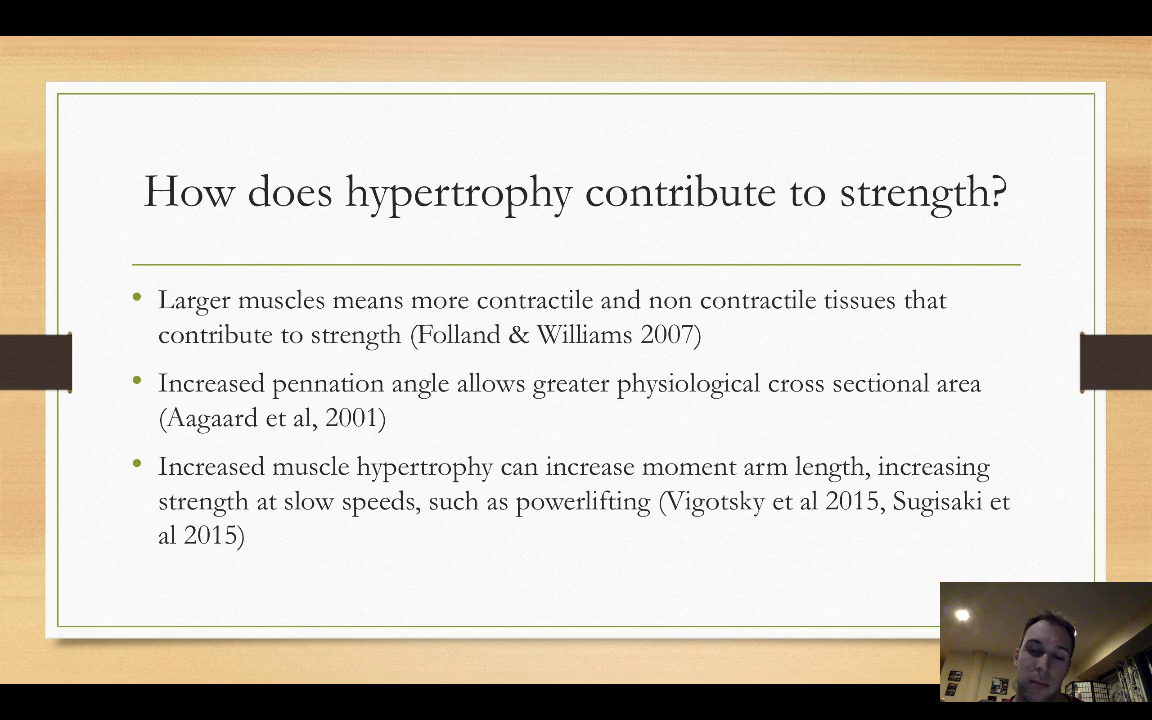 How does hypertrophy contribute to strength?
• Larger muscles means more contractile and non contractile tissues that
contribute to strength (Folland & Williams 2007)
• Increased pennation angle allows greater physiological cross sectional area
(Aagaard et al, 2001)
• Increased muscle hypertrophy can increase moment arm length, increasing
strength at slow speeds, such as powerlifting (Vigotsky et al 2015, Sugisaki et
al 2015)